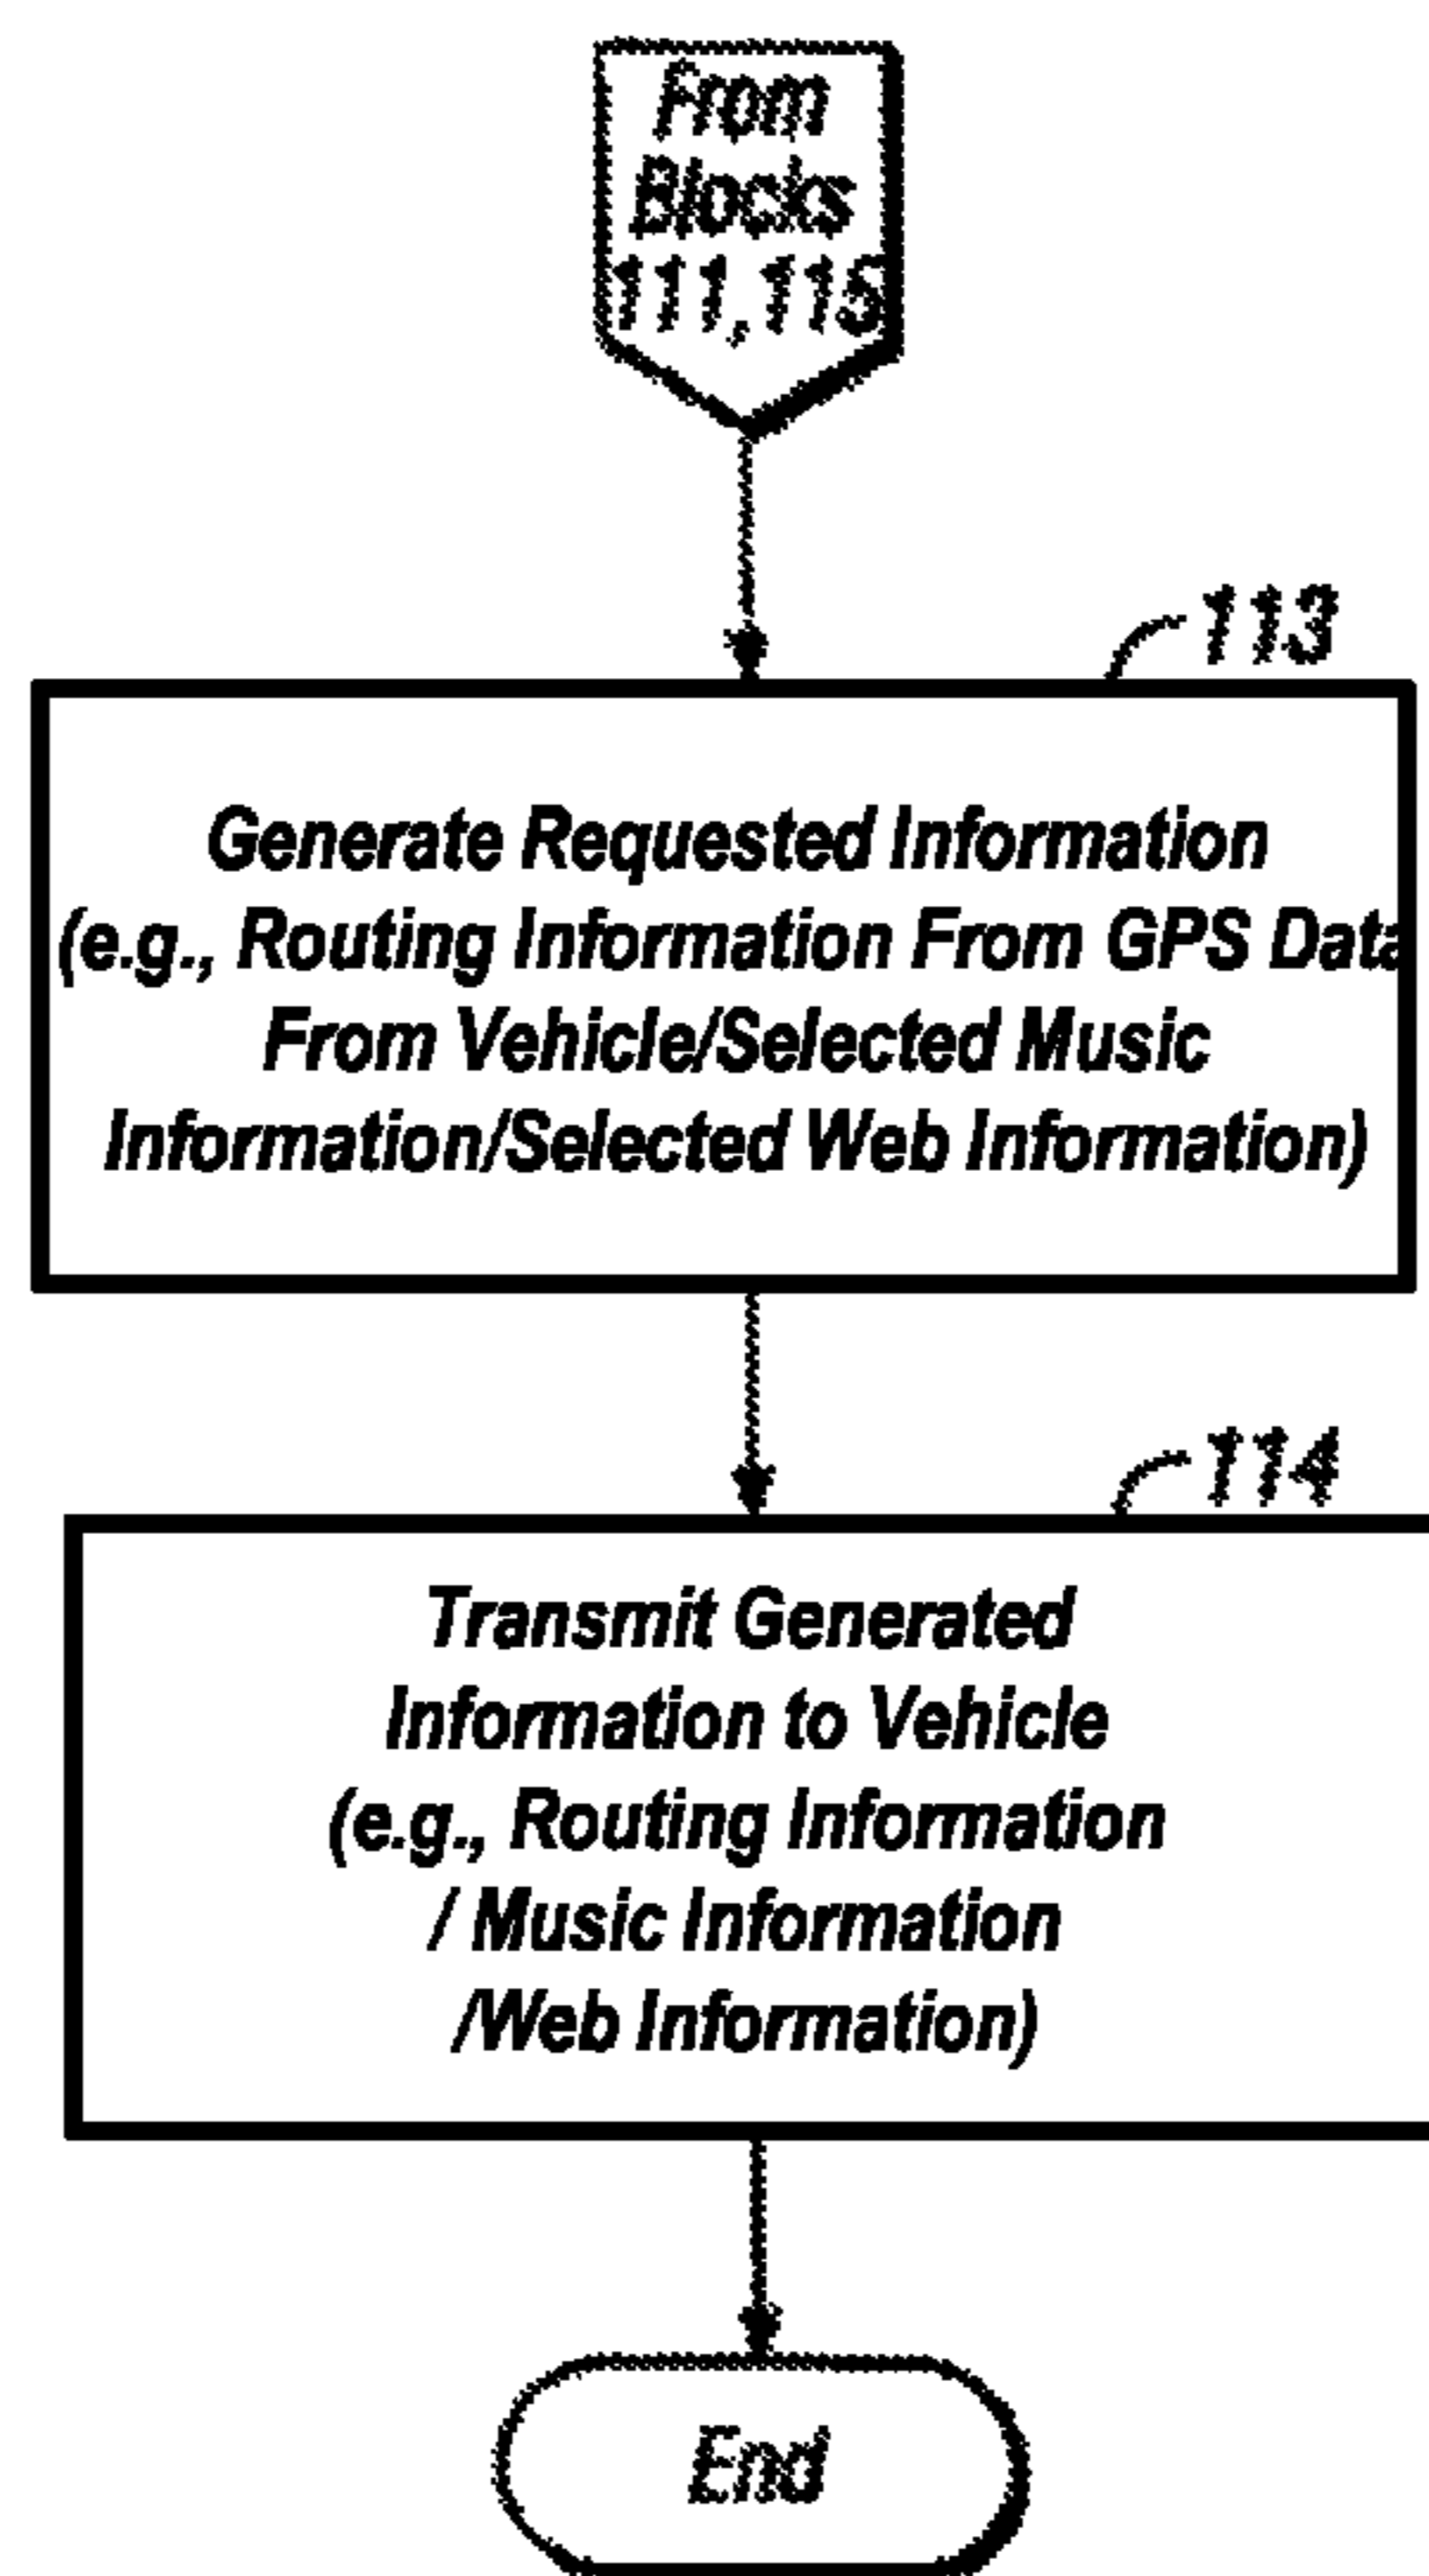 From
Blocks
111,115
113
Generate Requested Information
(e.g., Routing Information From GPS Data
From Vehicle/Selected Music
Information/Selected Web Information)
114
Transmit Generated
Information to Vehicle
(e.g., Routing Information
/ Music Information
/Web Information)
End